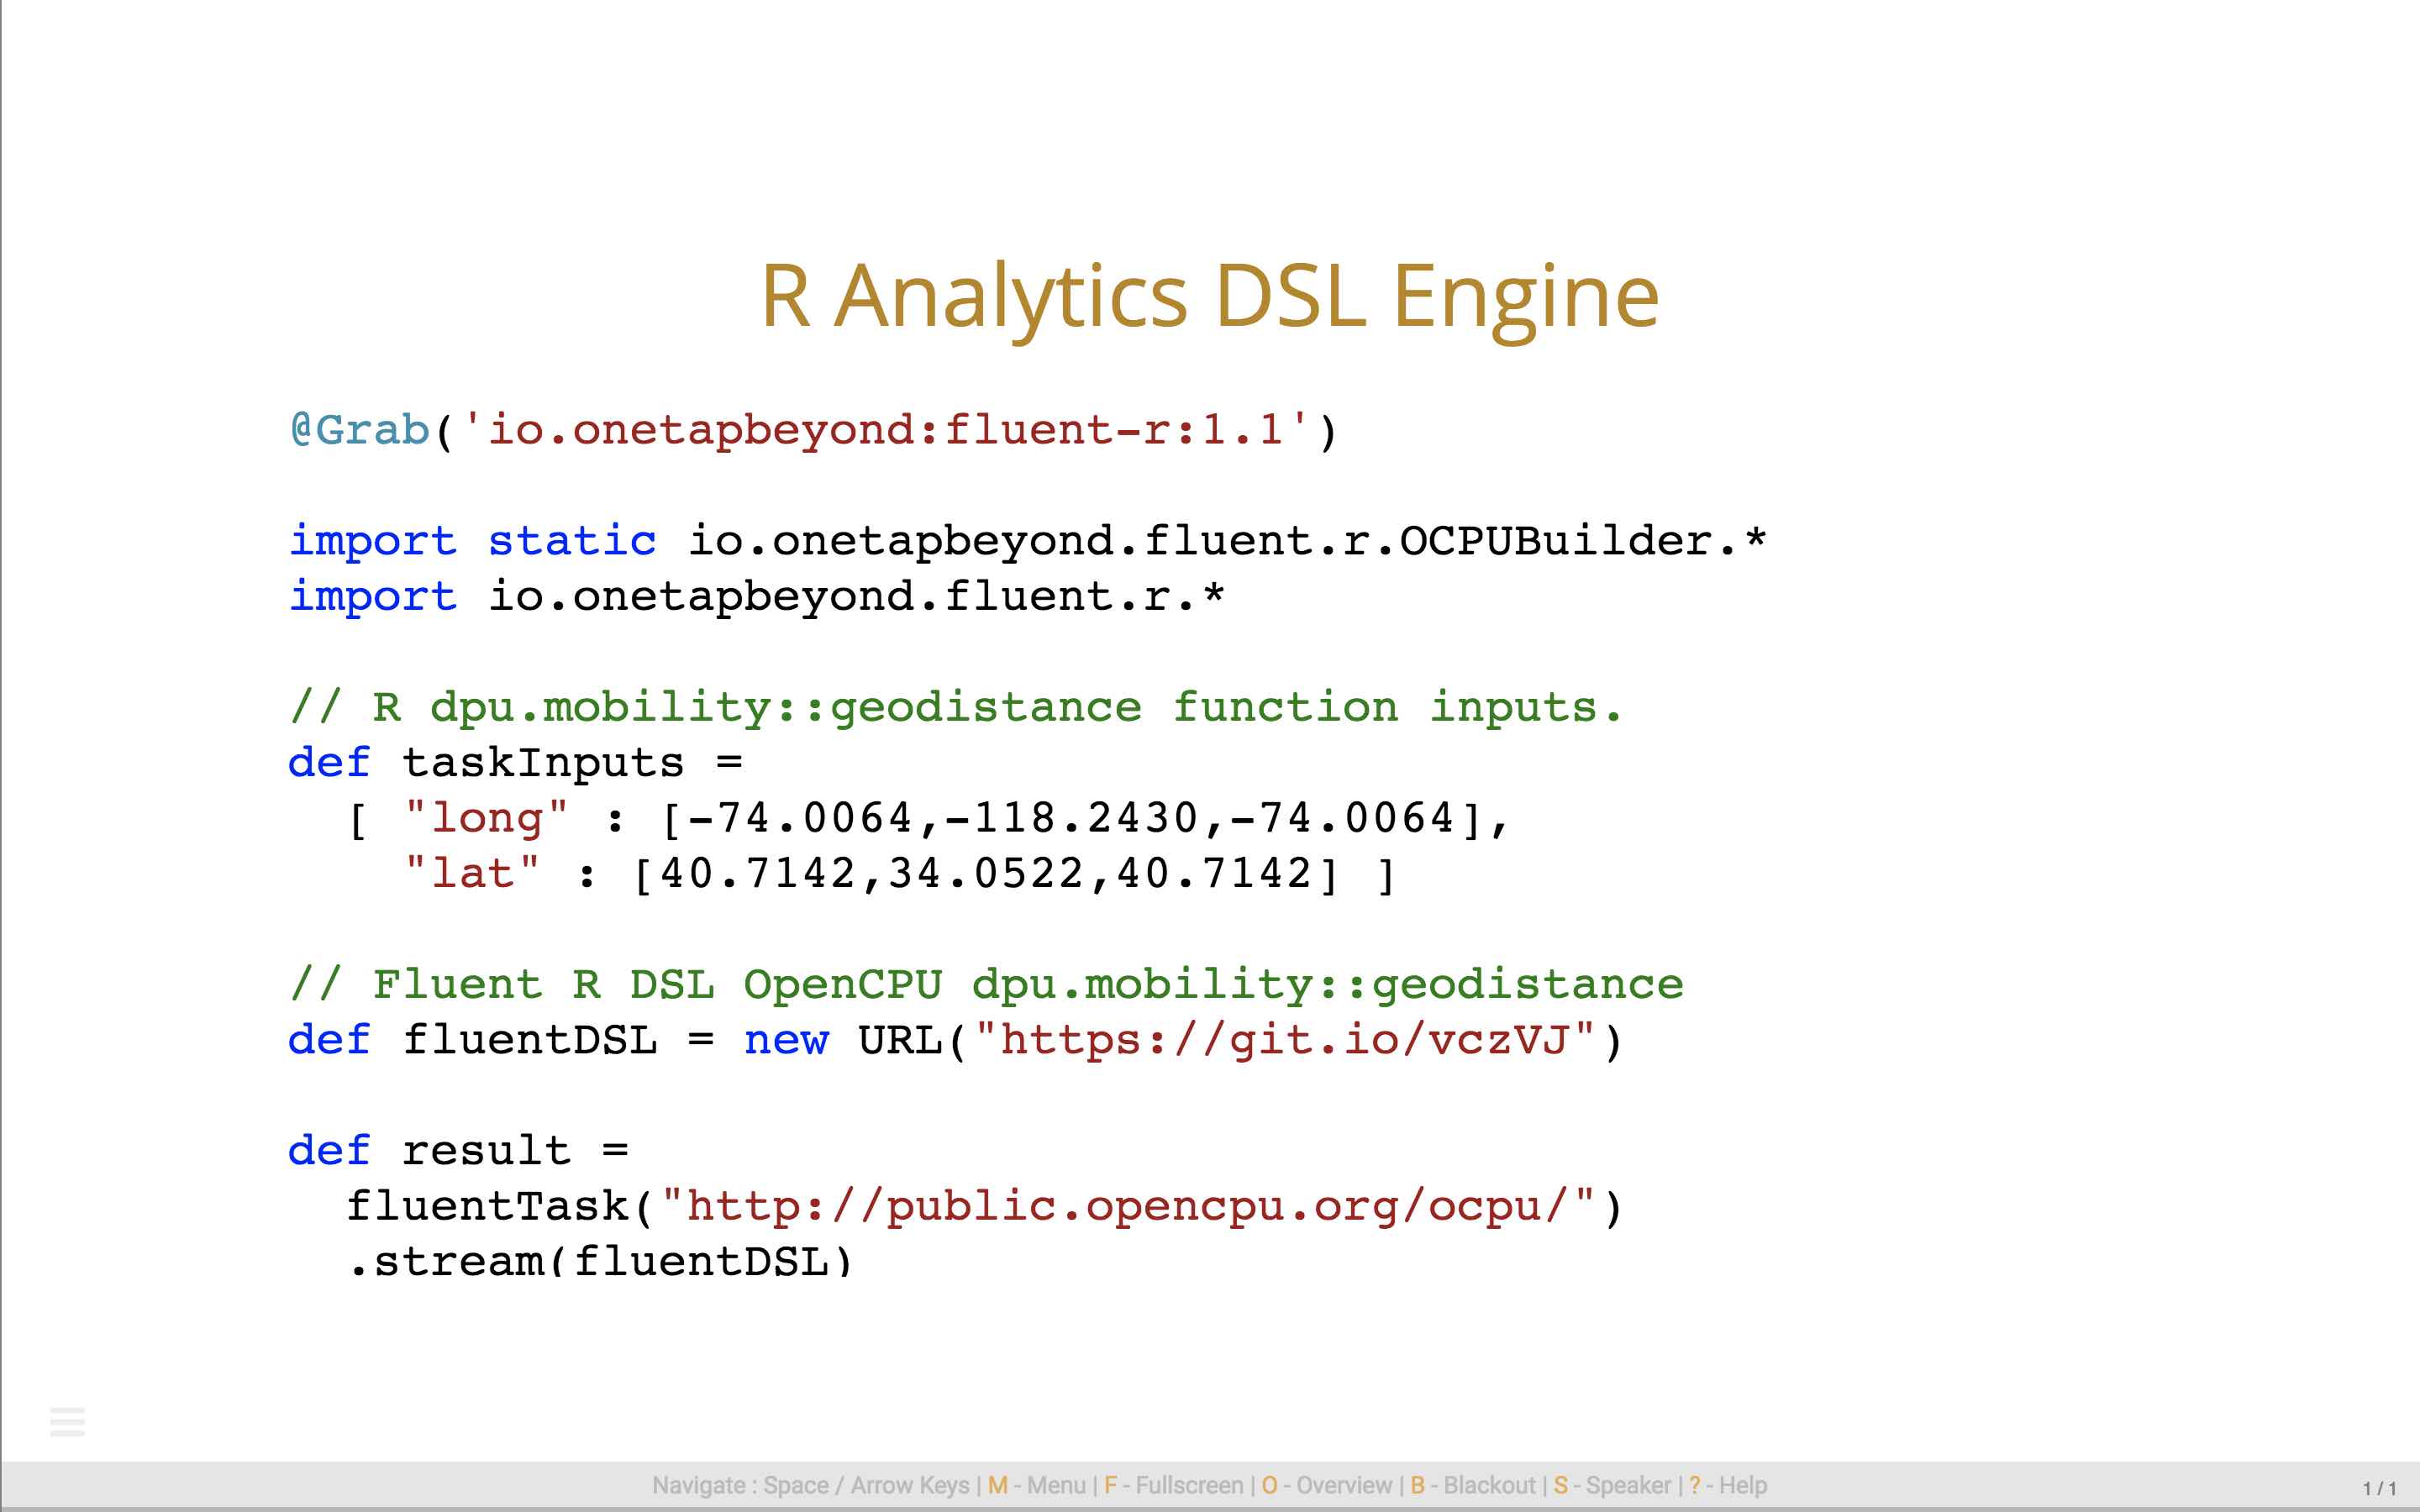 R Analytics DSL Engine
@Grab('io.onetapbeyond:fluent-r:1.1')
import static io.onetapbeyond.fluent.r.OCPUBuilder.*
import io.onetapbeyond.fluent.r.*
// R dpu.mobility::geodistance function inputs.
def taskInputs =
[ "long" : [-74.0064,-118.2430,-74.0064],
"lat" : [40.7142,34.0522,40.7142] ]
// Fluent R DSL OpenCPU dpu.mobility::geodistance
def fluentDSL = new URL("https://git.io/vczVJ")
def result =
fluentTask("http://public.opencpu.org/ocpu/")
.stream(fluentDSL)
Navigate : Space / Arrow Keys | M - Menu | F - Fullscreen | O - Overview | B - Blackout | S - Speaker | ? - Help
1 / 1